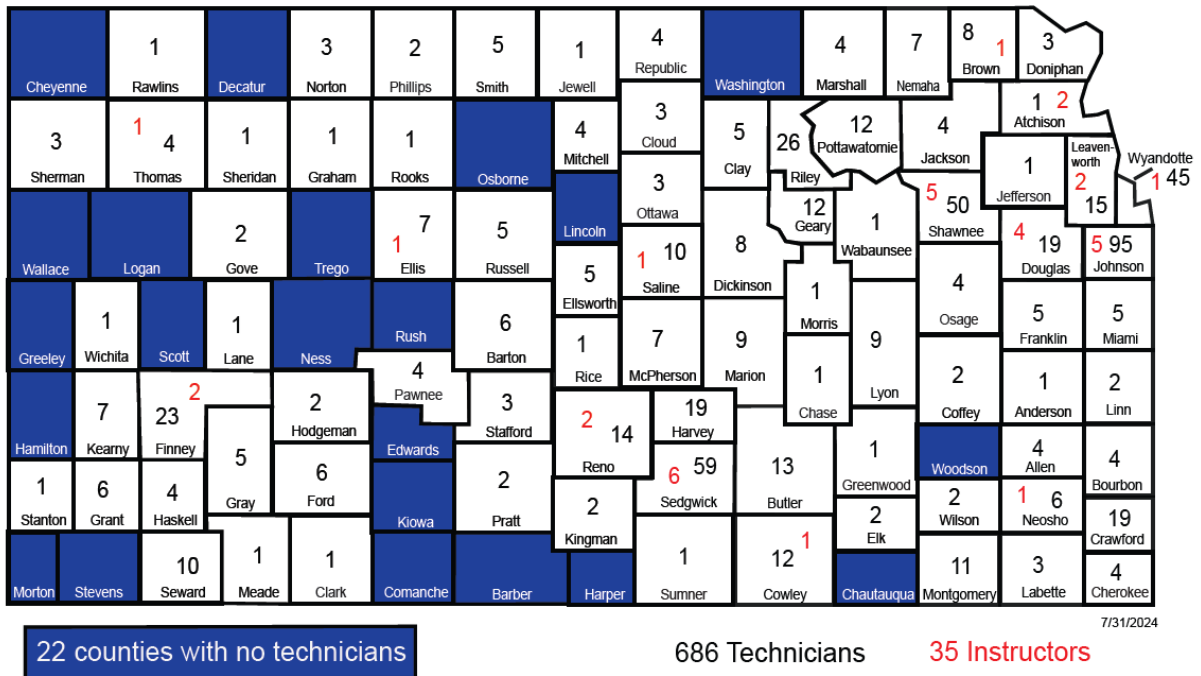 Cheyenne
1
Rawlins
Decatur
3
Norton
2
Phillips
5
Smith
1
Jewell
4
Republic
Washington
4
Marshall
7
Nemaha
8
1
Brown
3
Doniphan
3
Sherman
1
4
Thomas
1
Sheridan
1
Graham
1
Rooks
Osborne
4
Mitchell
3
Cloud
5
Clay
26
Riley
12
Pottawatomie
4
Jackson
1 2
Atchison
1
Jefferson
Leaven-
worth
2
15
Wyandotte
1 45
Wallace
Logan
2
Gove
Trego
7
1
Ellis
5
Russell
Lincoln
3
Ottawa
1 10
Saline
8
Dickinson
12
Geary
1
Wabaunsee
5 50
Shawnee
4 19
Douglas
5 95
Johnson
Greeley
1
Wichita
Scott
1
Lane
Ness
Rush
6
Barton
5
Ellsworth
1
Rice
7
McPherson
9
Marion
1
Morris
1
Chase
9
Lyon
4
Osage
5
Franklin
5
Miami
Hamilton
7
Kearny
2
23
Finney
2
Hodgeman
4
Pawnee
Edwards
3
Stafford
2
14
Reno
19
Harvey
2
Coffey
1
Anderson
2
Linn
1
Stanton
6
Grant
4
Haskell
5
Gray
6
Ford
Kiowa
2
Pratt
2
Kingman
6 59
Sedgwick
13
Butler
1
Greenwood
2
Elk
Woodson
2
Wilson
4
Allen
1 6
Neosho
4
Bourbon
19
Crawford
Morton
Stevens
10
Seward
1
Meade
1
Clark
Comanche
Barber
Harper
1
Sumner
1
12
Cowley
Chautauqua
11
Montgomery
3
Labette
4
Cherokee
7/31/2024
22 counties with no technicians
686 Technicians
35 Instructors